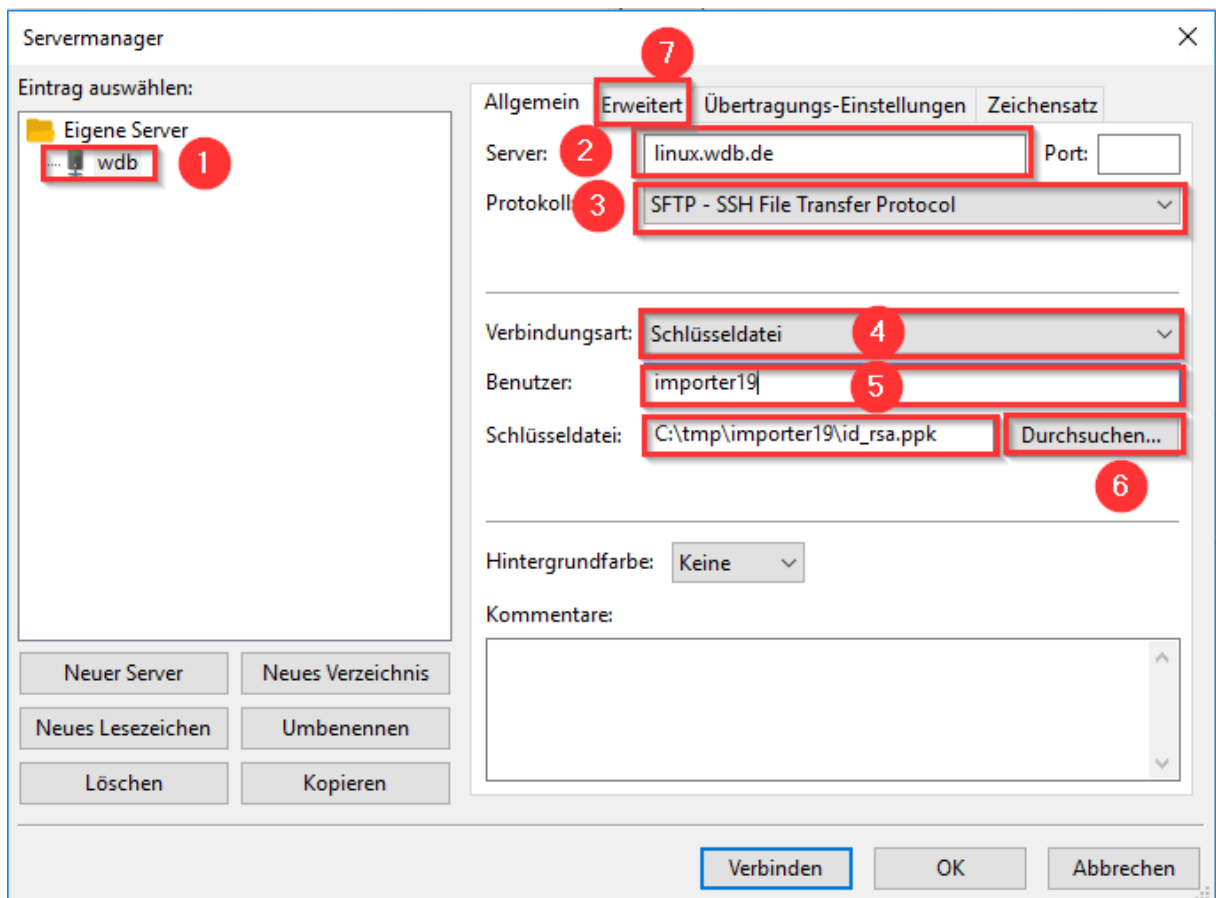 Servermanager
7
Eintrag auswählen:
Eigene Server
wdb
1
Allgemein Erweitert Übertragungs-Einstellungen Zeichensatz
Server: 2 linux.wdb.de Port:
Protokoll: 3 SFTP - SSH File Transfer Protocol
Verbindungsart: Schlüsseldatei 4
Benutzer: importer19 5
Schlüsseldatei: C:\tmp\importer19\id_rsa.ppk Durchsuchen...
6
Hintergrundfarbe: Keine
Kommentare:
Neuer Server Neues Verzeichnis
Neues Lesezeichen Umbenennen
Löschen Kopieren
Verbinden OK Abbrechen